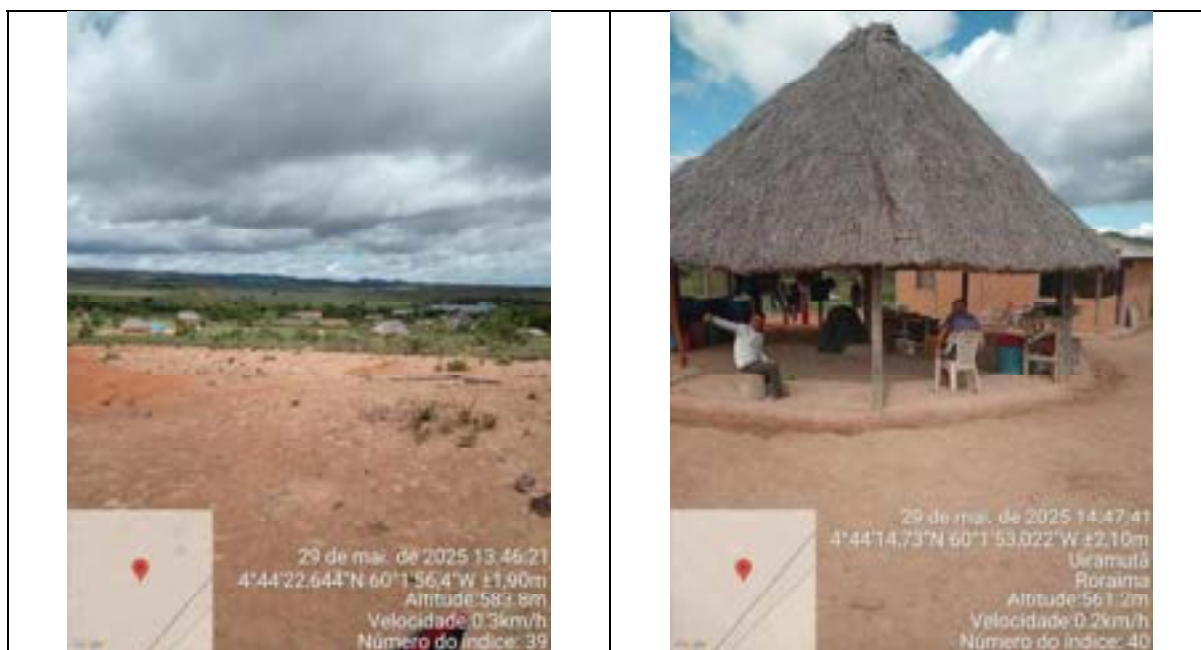 29 de mai. de 2025 13:46:21
4°44'22,644"N 60°1'56,4"W ±1,90m
Altitude:583.8m
Velocidade:0.3km/h
Número do índice: 39
29 de mai. de 2025 14:47:41
4°44'14,73"N 60°1'53,022"W ±2,10m
Uiramutã
Roraima
Altitude:561.2m
Velocidade:0.2km/h
Número do índice: 40